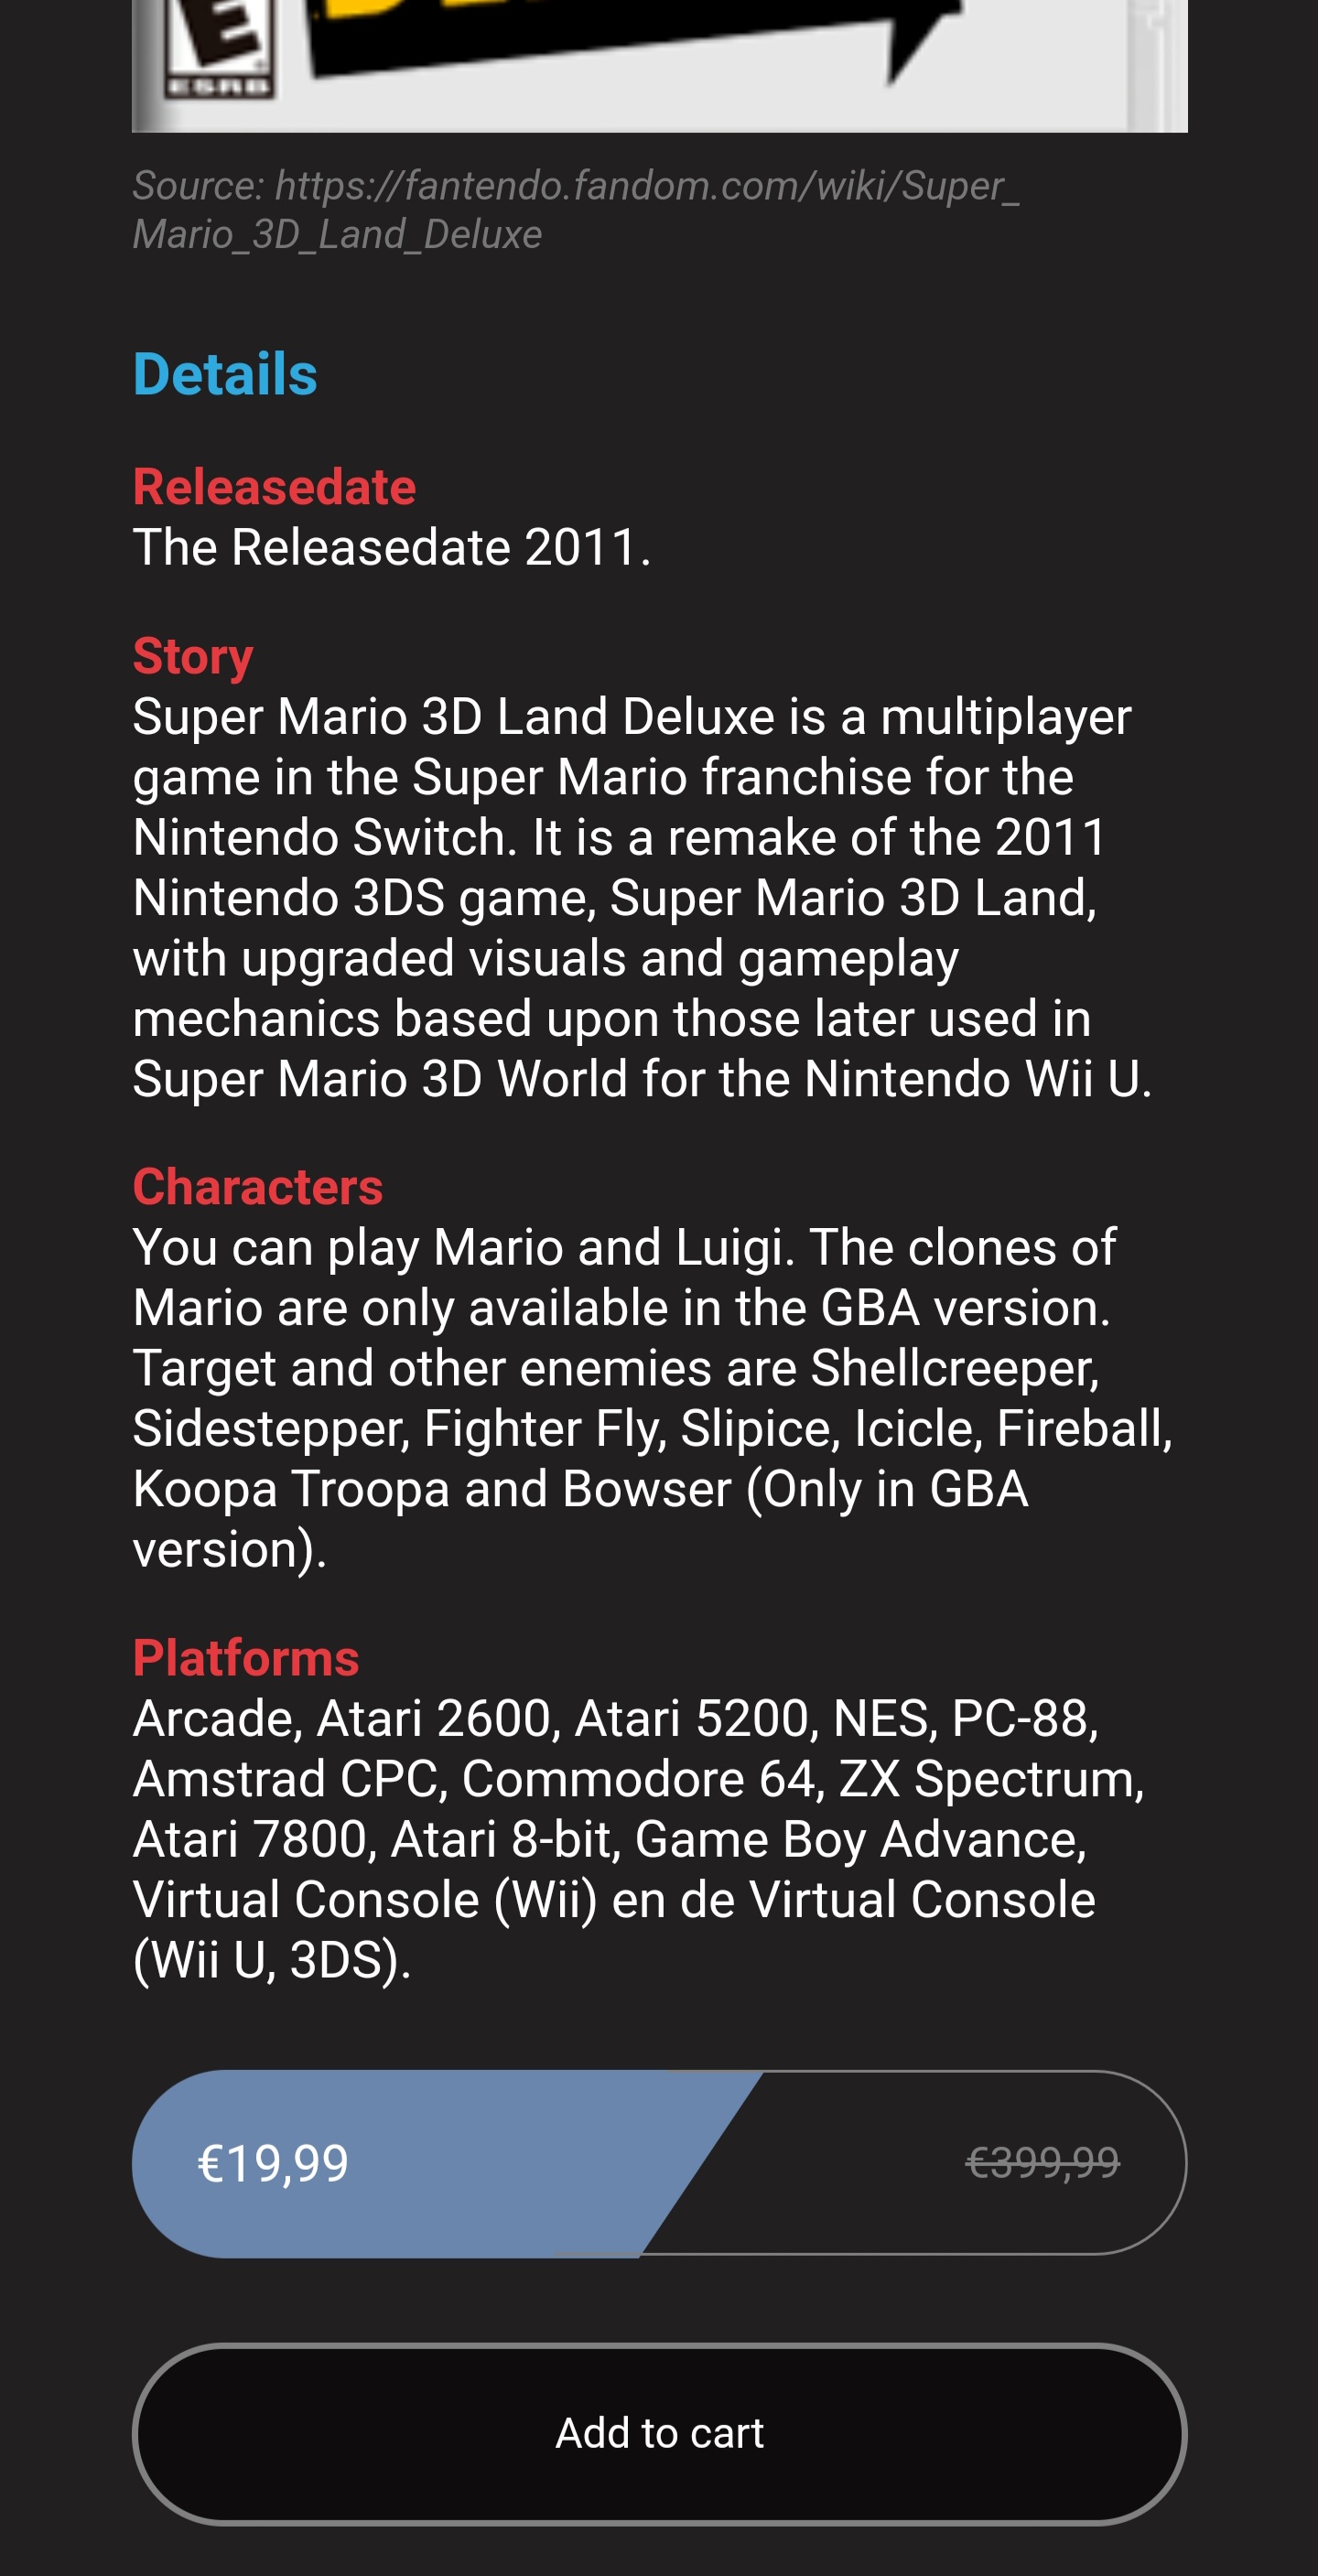 E
ESRB
Source: https://fantendo.fandom.com/wiki/Super_
Mario_3D_Land_Deluxe
Details
Releasedate
The Releasedate 2011.
Story
Super Mario 3D Land Deluxe is a multiplayer
game in the Super Mario franchise for the
Nintendo Switch. It is a remake of the 2011
Nintendo 3DS game, Super Mario 3D Land,
with upgraded visuals and gameplay
mechanics based upon those later used in
Super Mario 3D World for the Nintendo Wii U.
Characters
You can play Mario and Luigi. The clones of
Mario are only available in the GBA version.
Target and other enemies are Shellcreeper,
Sidestepper, Fighter Fly, Slipice, Icicle, Fireball,
Koopa Troopa and Bowser (Only in GBA
version).
Platforms
Arcade, Atari 2600, Atari 5200, NES, PC-88,
Amstrad CPC, Commodore 64, ZX Spectrum,
Atari 7800, Atari 8-bit, Game Boy Advance,
Virtual Console (Wii) en de Virtual Console
(Wii U, 3DS).
€19,99 €399,99
Add to cart